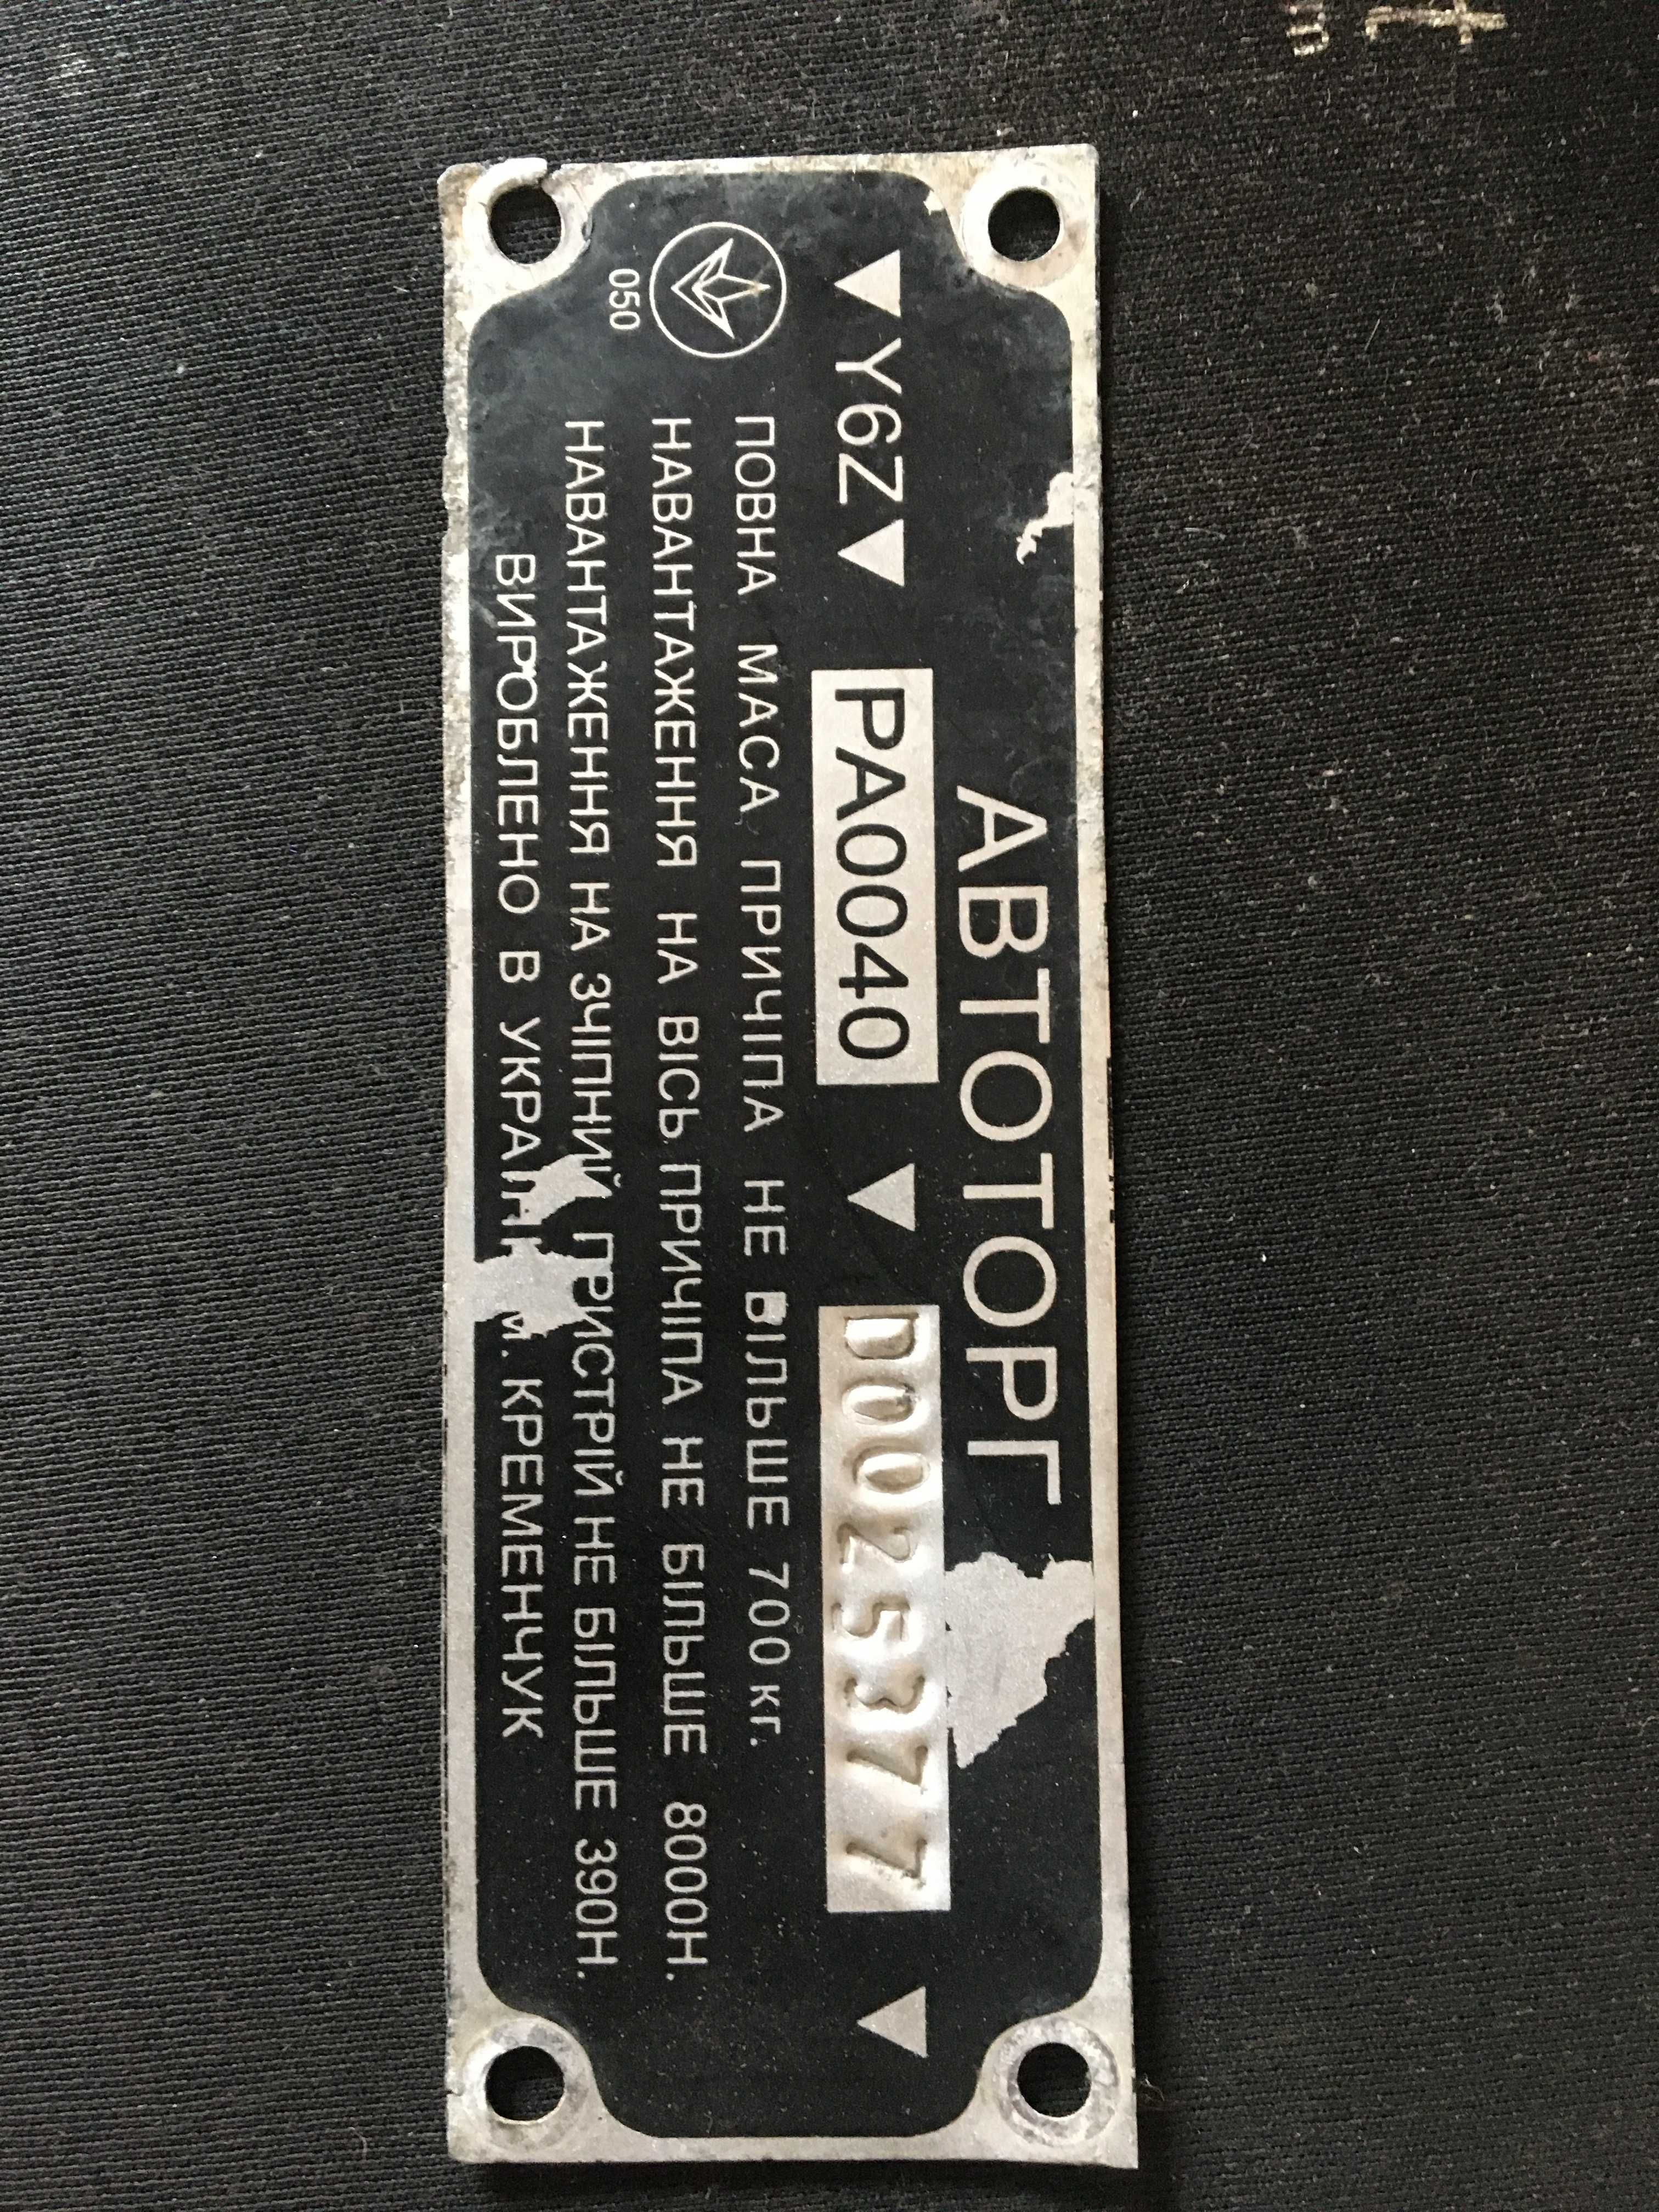 АВТОТОРГ
▼Y6Z▼ PA0040 ▼ D0025377 ▼
ПОВНА МАСА ПРИЧІПА НЕ БІЛЬШЕ 700 кг.
НАВАНТАЖЕННЯ НА ВІСЬ ПРИЧІПА НЕ БІЛЬШЕ 8000Н.
050
НАВАНТАЖЕННЯ НА ЗЧІПНИЙ ПРИСТРІЙ НЕ БІЛЬШЕ 390Н.
ВИРОБЛЕНО В УКРАЇНІ м. КРЕМЕНЧУК